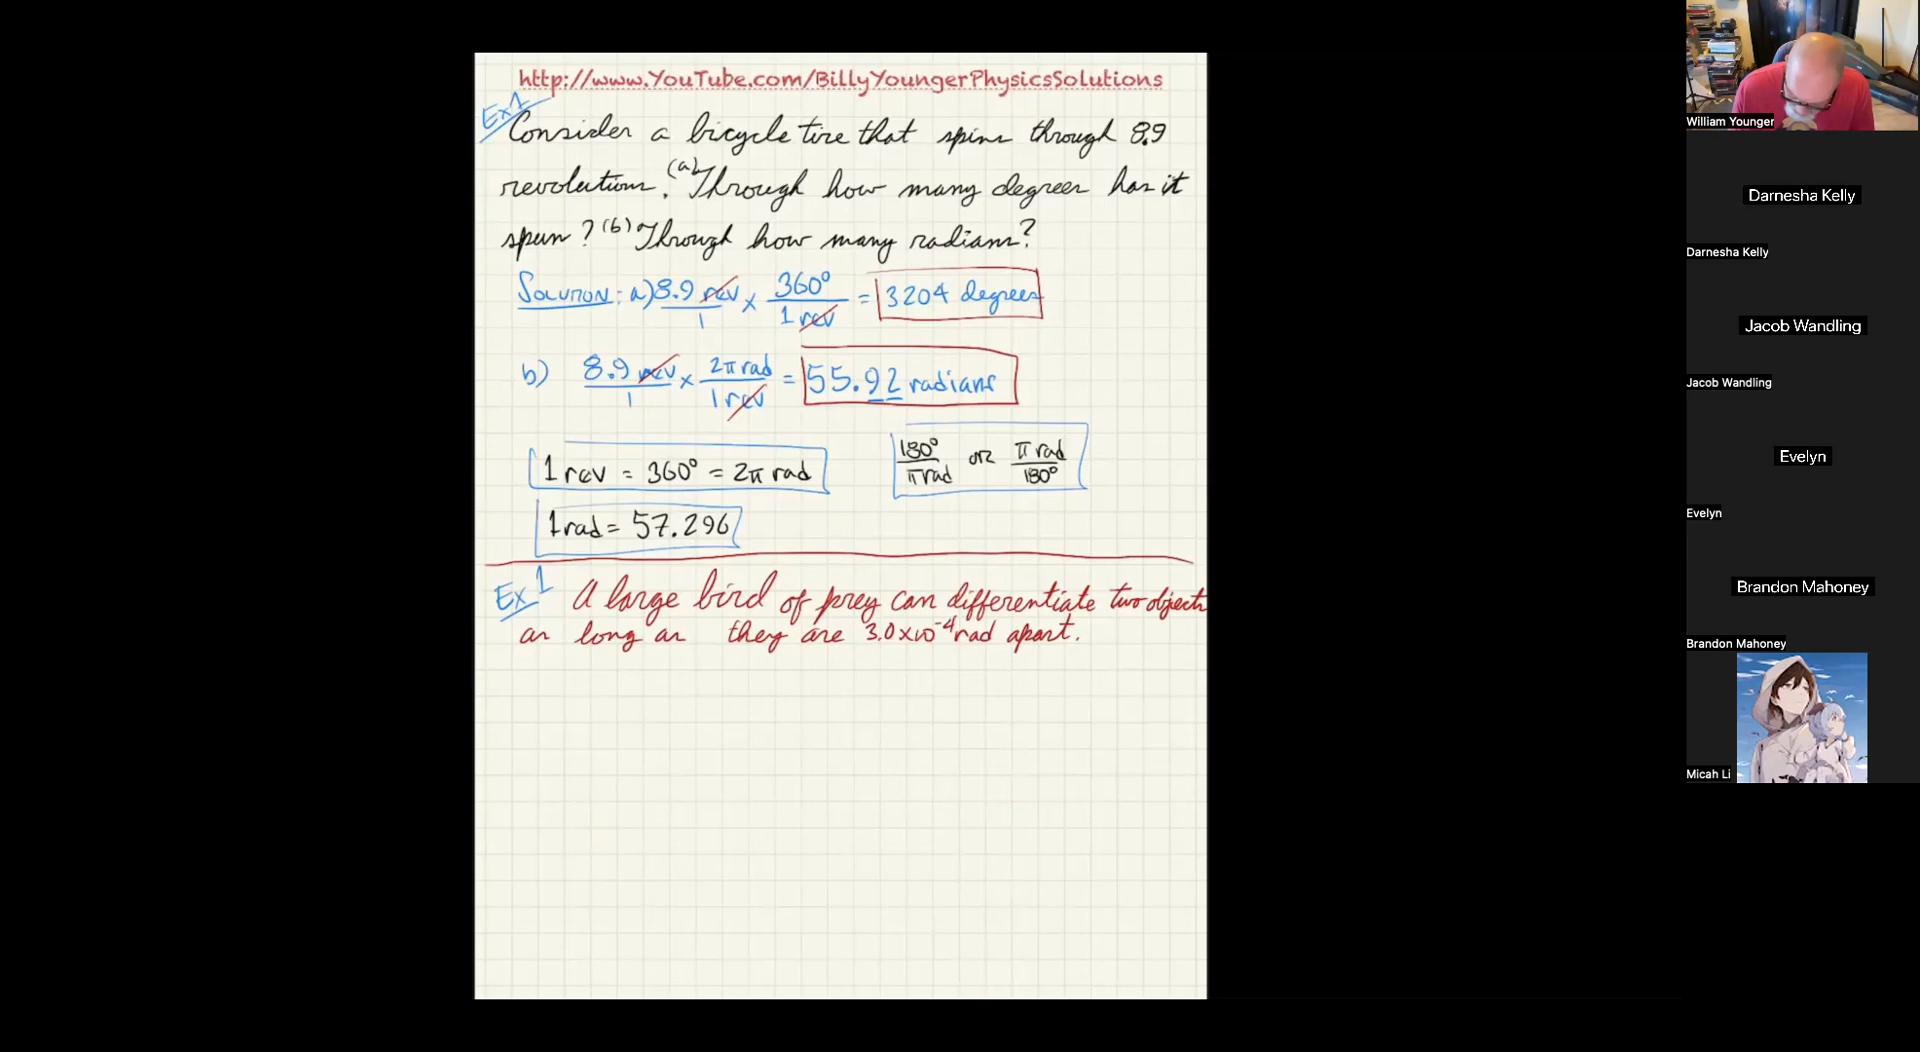 http://www.YouTube.com/BillyYoungerPhysicsSolutions
Ex1
Consider a bicycle tire that spins through 8.9
revolutions. (a) Through how many degrees has it
spun? (b) Through how many radians?
SOLUTION: a) 8.9 rev / 1 × 360° / 1 rev = 3204 degrees
b) 8.9 rev / 1 × 2π rad / 1 rev = 55.92 radians
1 rev = 360° = 2π rad
180° / π rad or π rad / 180°
1 rad = 57.296
Ex 1 A large bird of prey can differentiate two objects
as long as they are 3.0×10⁻⁴ rad apart.
William Younger
Darnesha Kelly
Darnesha Kelly
Jacob Wandling
Jacob Wandling
Evelyn
Evelyn
Brandon Mahoney
Brandon Mahoney
Micah Li